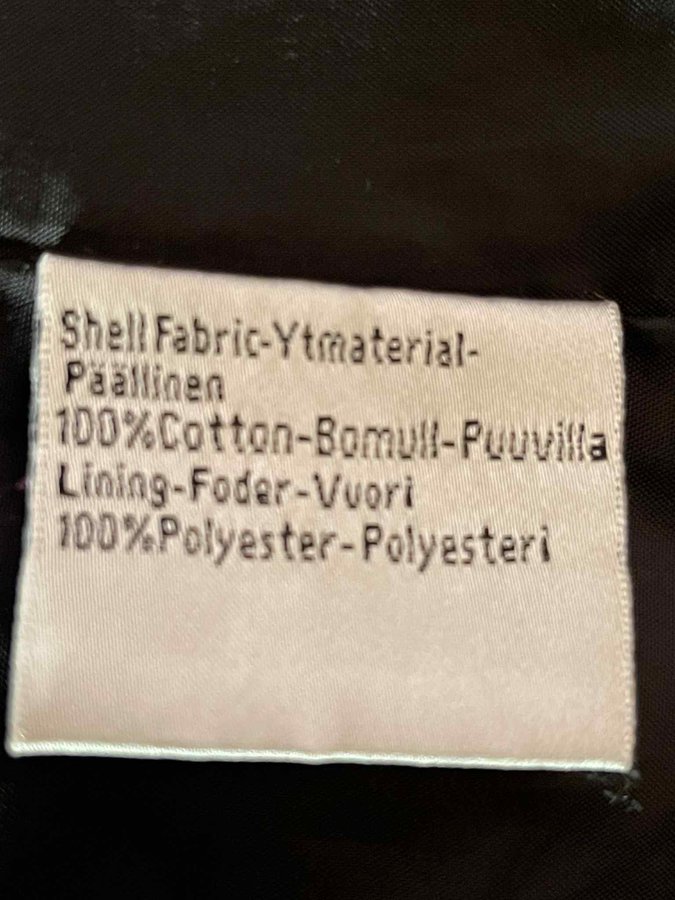 Shell Fabric-Ytmaterial-
Päällinen
100%Cotton-Bomull-Puuvilla
Lining-Foder-Vuori
100%Polyester-Polyesteri